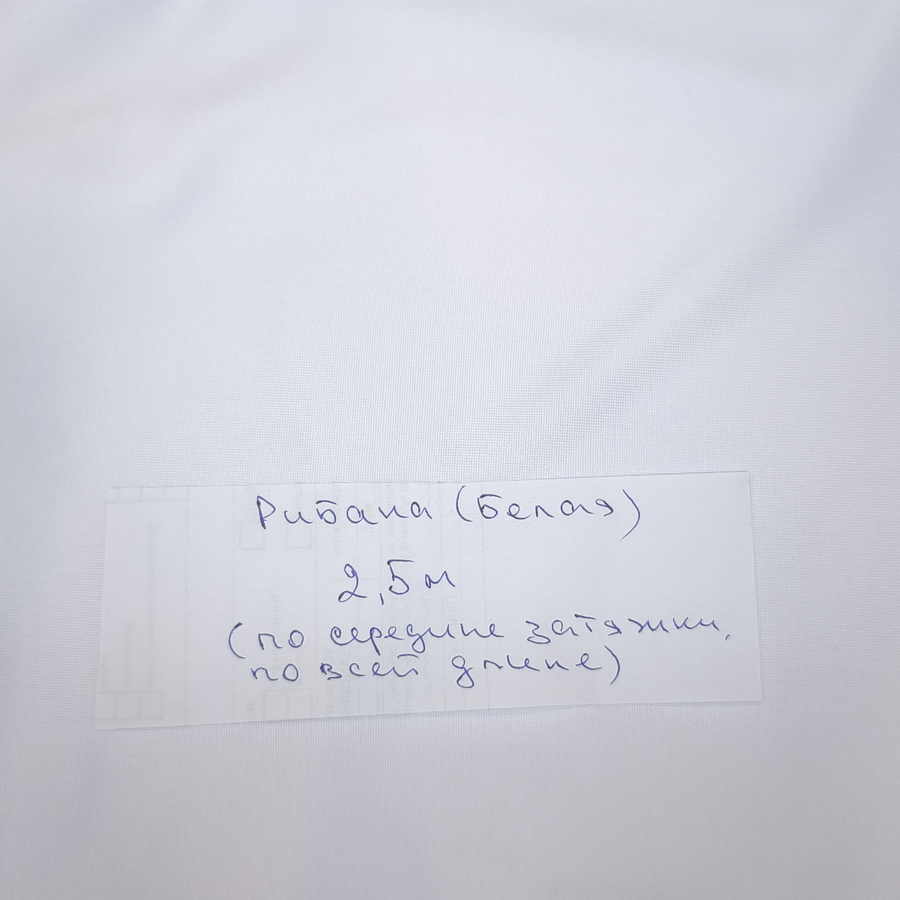 Рибана (Белая)
2,5м
(по середине затяжки,
по всей длине)